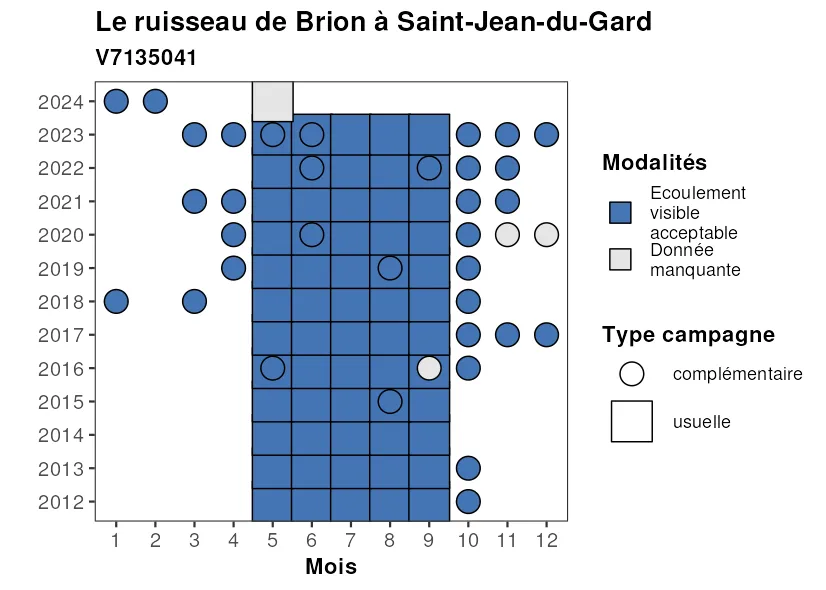 Le ruisseau de Brion à Saint-Jean-du-Gard
V7135041
2024
2023
2022
2021
2020
2019
2018
2017
2016
2015
2014
2013
2012
1 2 3 4 5 6 7 8 9 10 11 12
Mois
Modalités
Ecoulement
visible
acceptable
Donnée
manquante
Type campagne
complémentaire
usuelle